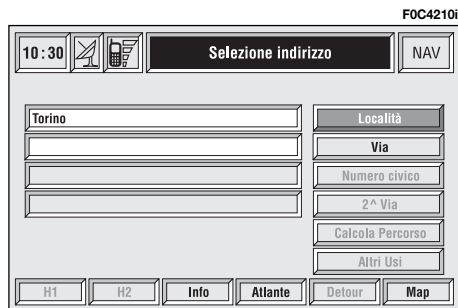 F0C4210i
10:30 Selezione indirizzo NAV
Torino Località
Via
Numero civico
2^ Via
Calcola Percorso
Altri Usi
H1 H2 Info Atlante Detour Map